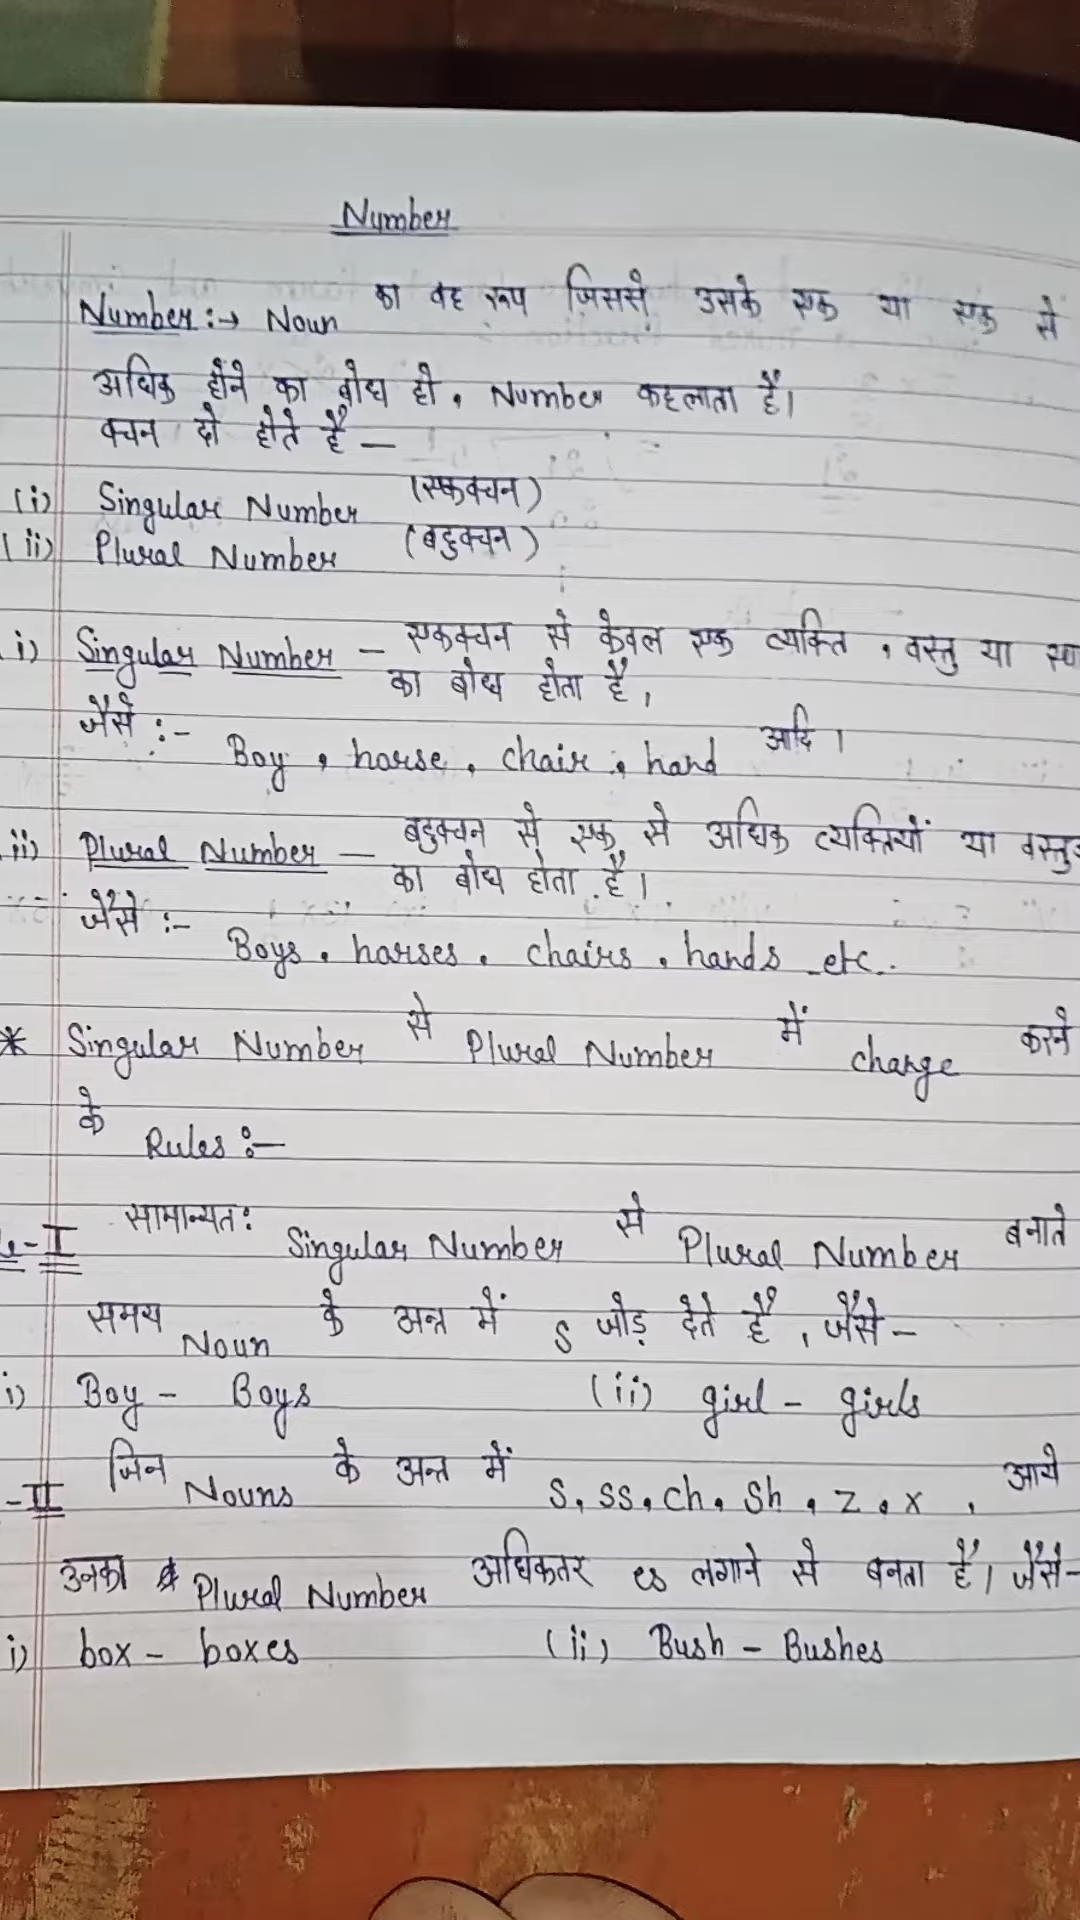 Number
Number :→ Noun का वह रूप जिससे उसके एक या एक से
अधिक होने का बोध हो, Number कहलाता है।
वचन दो होते है –
(i) Singular Number (एकवचन)
(ii) Plural Number (बहुवचन)
i) Singular Number – एकवचन से केवल एक व्यक्ति, वस्तु या
का बोध होता है,
जैसे :-
Boy, horse, chair, hand आदि।
ii) Plural Number – बहुवचन से एक से अधिक व्यक्तियों या
का बोध होता है।
जैसे :-
Boys, horses, chairs, hands etc.
* Singular Number से Plural Number में change करने
के Rules :–
I सामान्यतः Singular Number से Plural Number बनाते
समय Noun के अन्त में s जोड़ देते है, जैसे –
i) Boy – Boys (ii) girl – girls
-II जिन Nouns के अन्त में s, ss, ch, sh, z, x, आये
उनका Plural Number अधिकतर es लगाने से बनता है। जैसे-
i) box – boxes (ii) Bush – Bushes